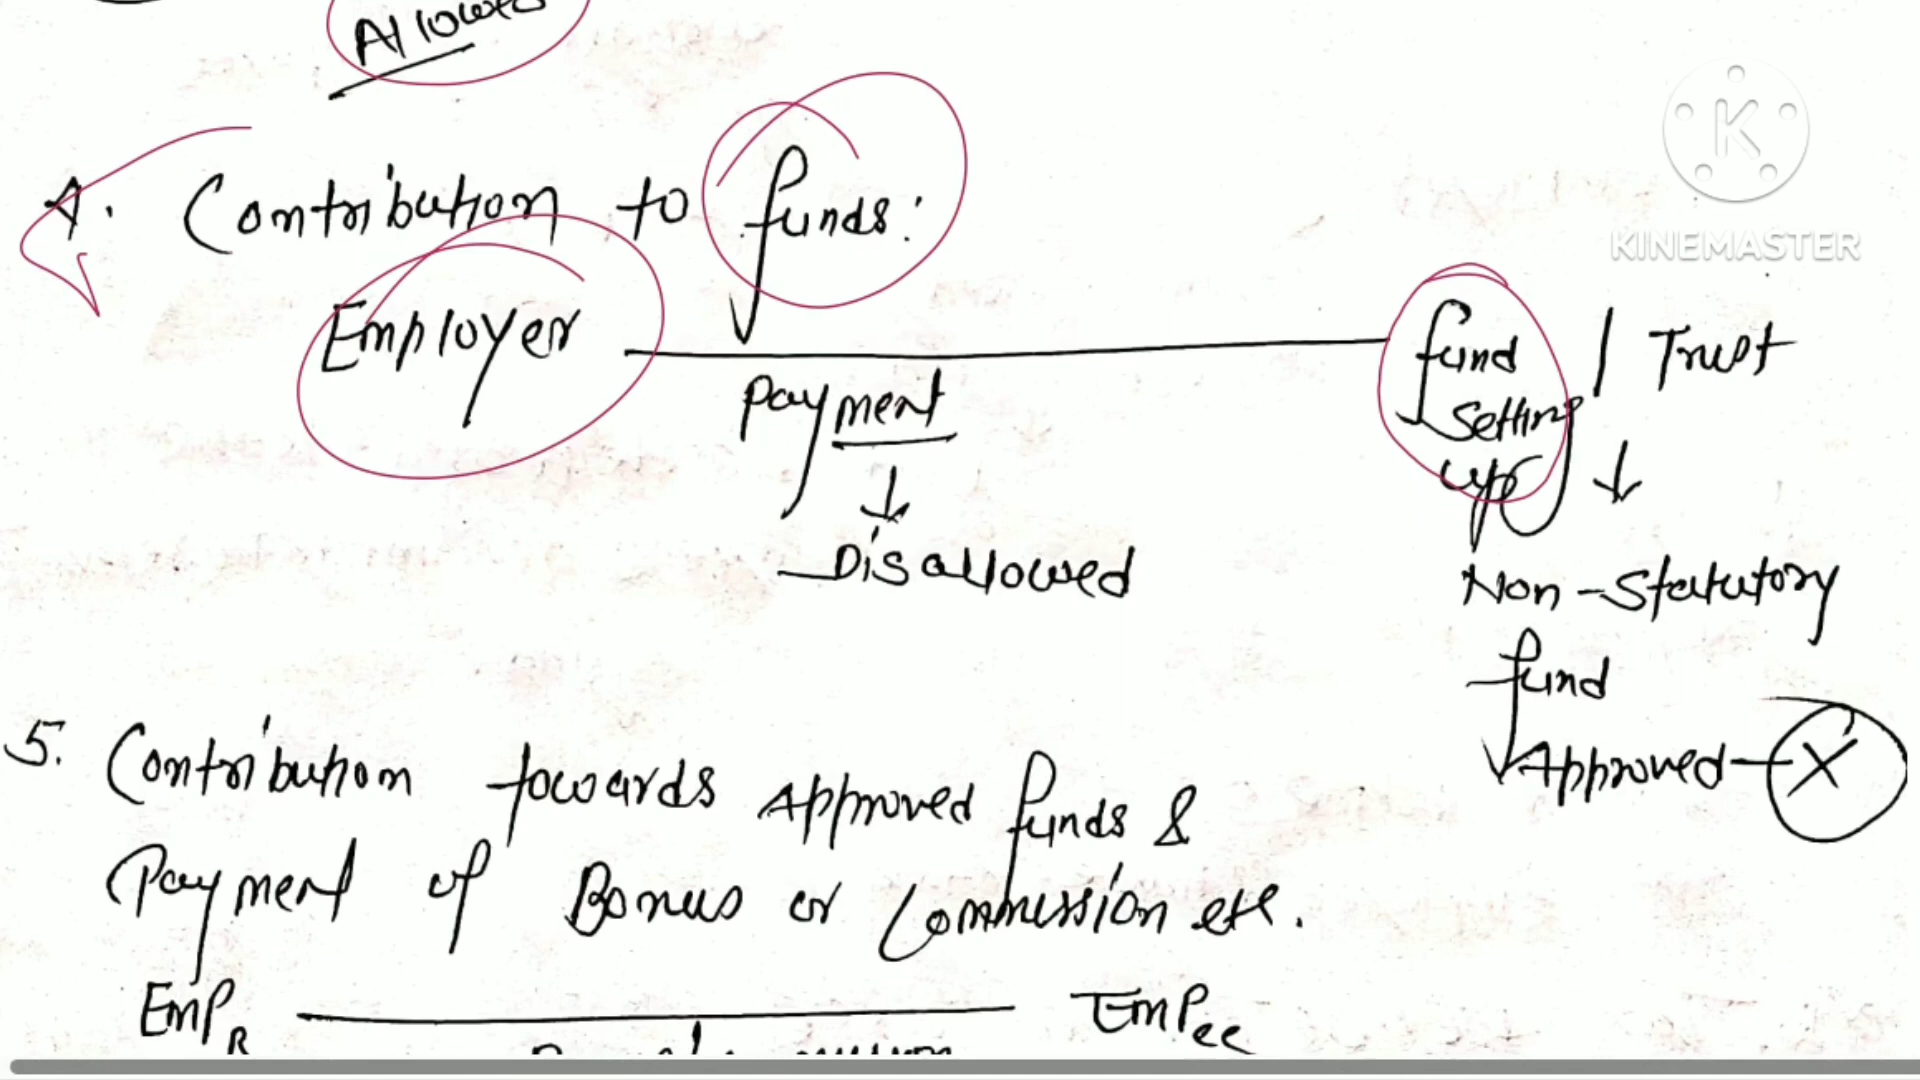 Allowed
4. Contribution to funds:
KINEMASTER
Employer
fund / Trust
Payment
Setting
up
Disallowed
Non-Statutory
fund
Approved - X
5. Contribution towards Approved funds &
Payment of Bonus or Commission etc.
EmpR Empee